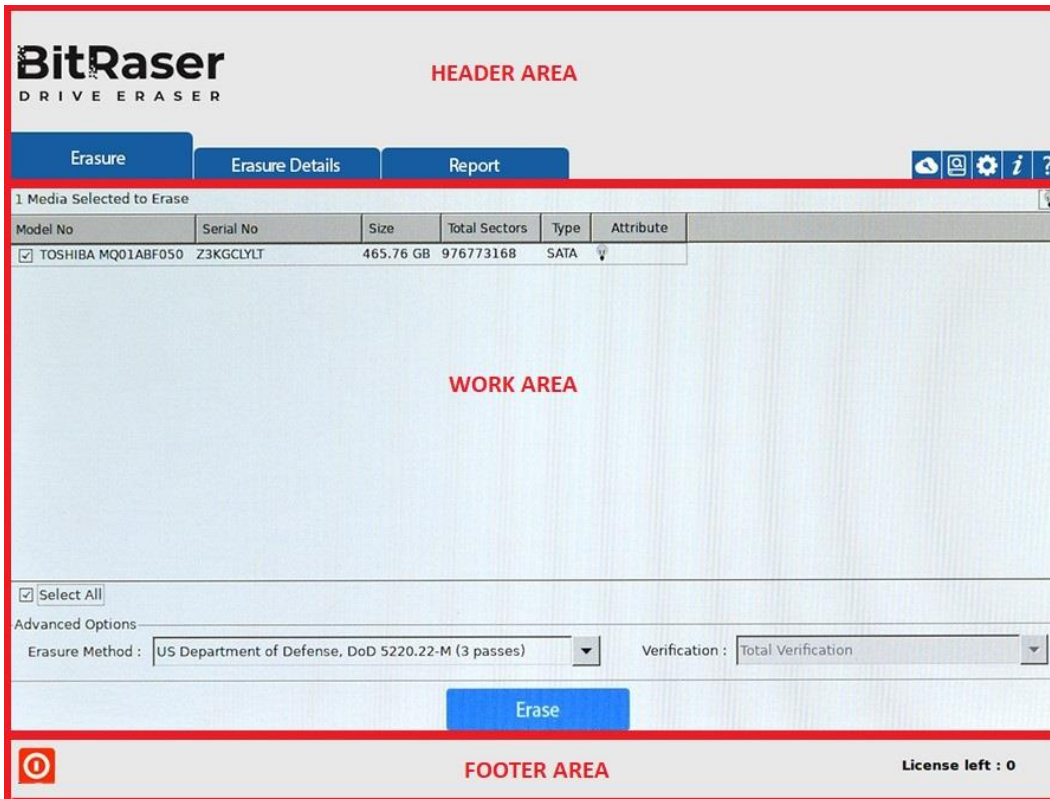 BitRaser
DRIVE ERASER
HEADER AREA
Erasure
Erasure Details
Report
i
?
1 Media Selected to Erase
Model No Serial No Size Total Sectors Type Attribute
TOSHIBA MQ01ABF050 Z3KGCLYLT 465.76 GB 976773168 SATA
WORK AREA
Select All
Advanced Options
Erasure Method : US Department of Defense, DoD 5220.22-M (3 passes) Verification : Total Verification
Erase
FOOTER AREA
License left : 0